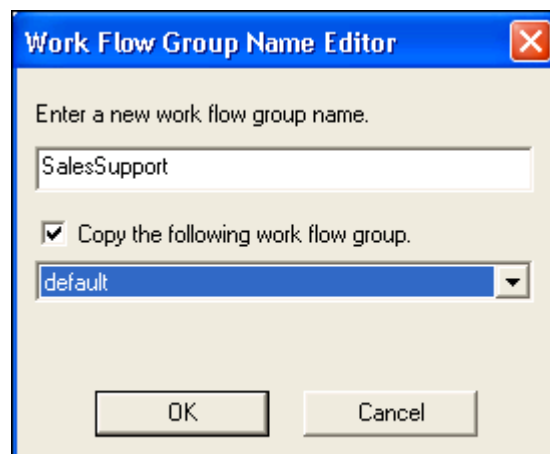 Work Flow Group Name Editor
Enter a new work flow group name.
SalesSupport
Copy the following work flow group.
default
OK Cancel